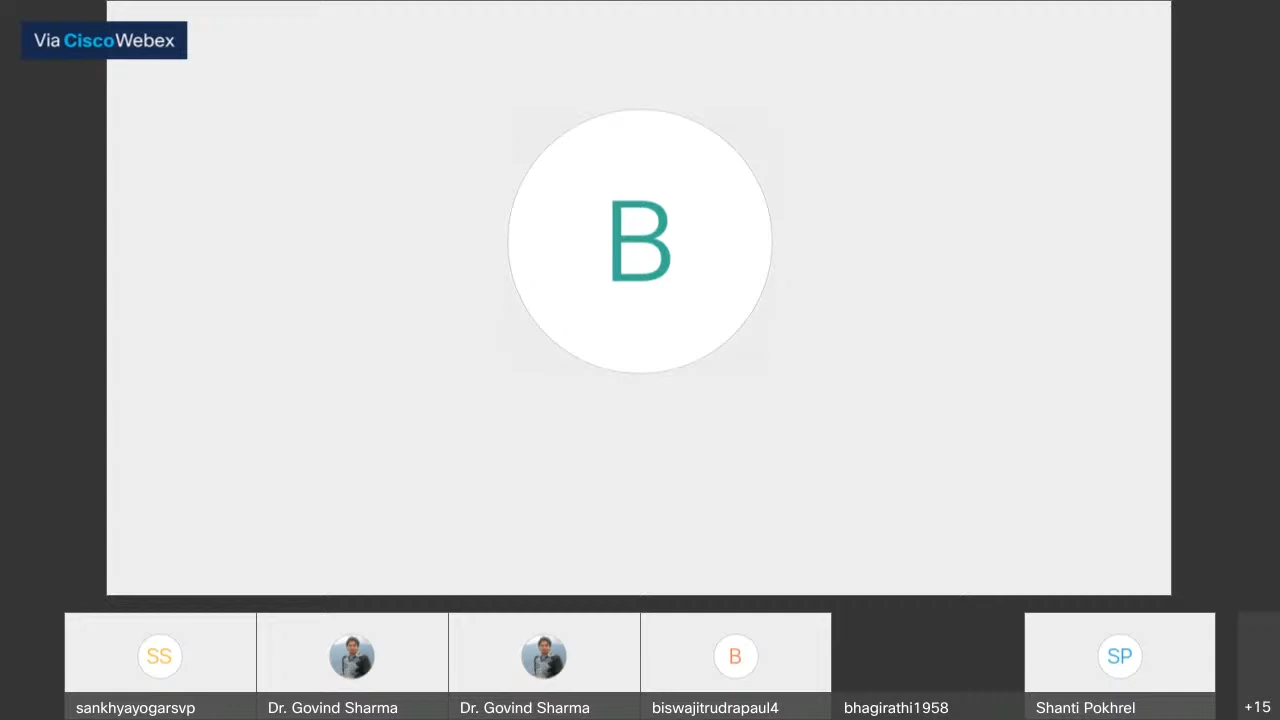 Via CiscoWebex
B
SS
B
SP
sankhyayogarsvp
Dr. Govind Sharma
Dr. Govind Sharma
biswajitrudrapaul4
bhagirathi1958
Shanti Pokhrel
+15